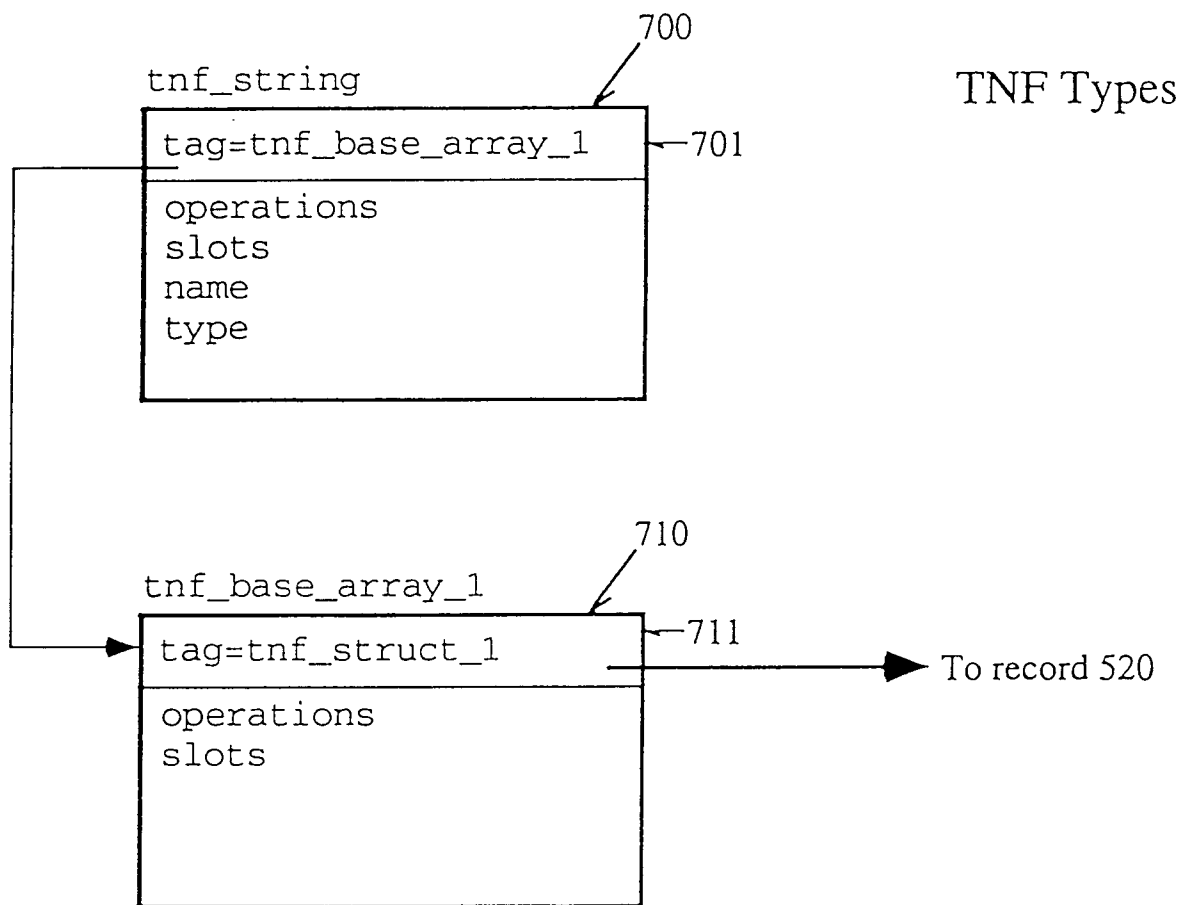 700
tnf_string
TNF Types
tag=tnf_base_array_1
701
operations
slots
name
type
710
tnf_base_array_1
tag=tnf_struct_1
711
To record 520
operations
slots